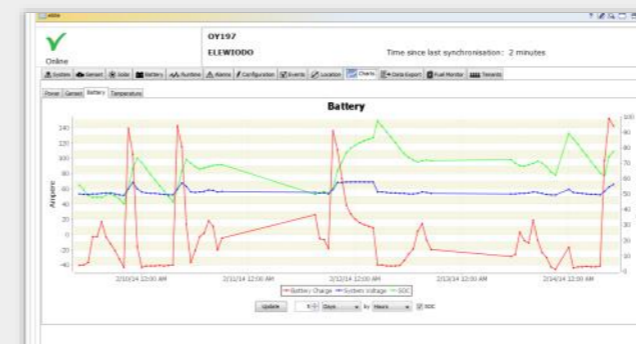 OY197
ELEWIODO
Time since last synchronisation: 2 minutes
Online
System Genset Solar Battery Runtime Alarms Configuration Events Location Charts Data Export Fuel Monitor Tenants
Power Genset Battery Temperature
Battery
Ampere
140
120
100
80
60
40
20
0
-20
-40
100
90
80
70
60
50
40
30
20
10
0
2/10/14 12:00 AM 2/11/14 12:00 AM 2/12/14 12:00 AM 2/13/14 12:00 AM 2/14/14 12:00 AM
Battery Charge System Voltage SOC
Update 5 Days by Hours SOC